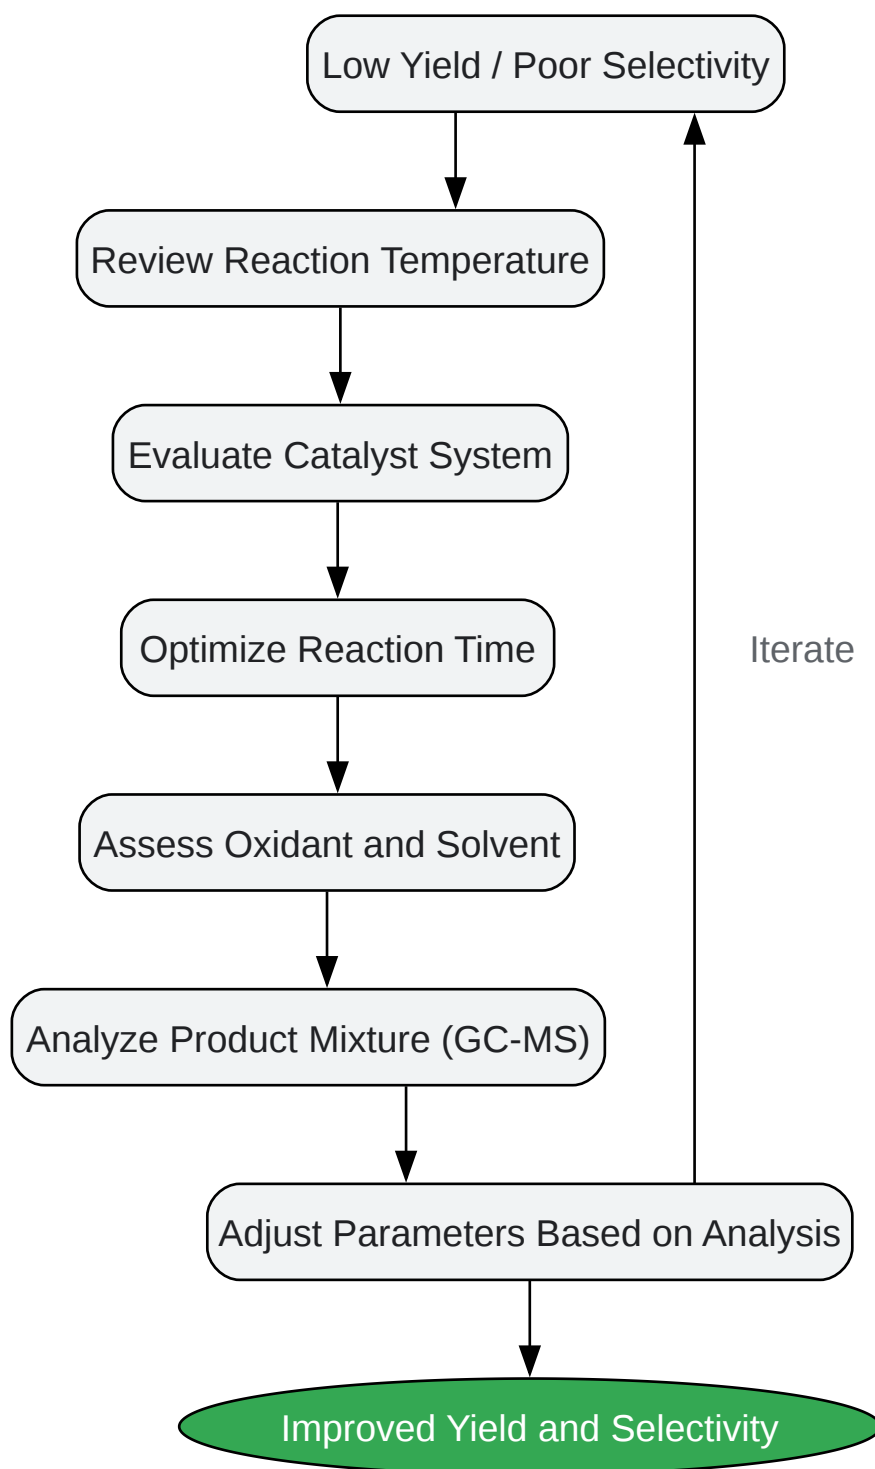 Low Yield / Poor Selectivity
Review Reaction Temperature
Evaluate Catalyst System
Optimize Reaction Time
Iterate
Assess Oxidant and Solvent
Analyze Product Mixture (GC-MS)
Adjust Parameters Based on Analysis
Improved Yield and Selectivity